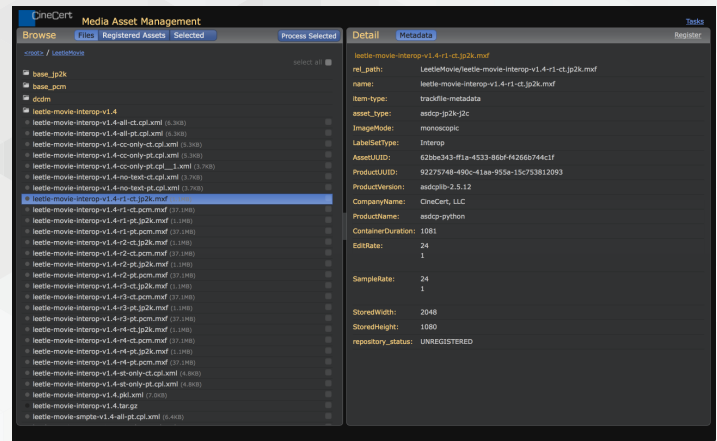 CineCert Media Asset Management
Tasks
Browse Files Registered Assets Selected Process Selected
<root> / LeetleMovie
select all
base_jp2k
base_pcm
dcdm
leetle-movie-interop-v1.4
leetle-movie-interop-v1.4-all-ct.cpl.xml (6.3KB)
leetle-movie-interop-v1.4-all-pt.cpl.xml (6.3KB)
leetle-movie-interop-v1.4-cc-only-ct.cpl.xml (5.3KB)
leetle-movie-interop-v1.4-cc-only-pt.cpl.xml (5.3KB)
leetle-movie-interop-v1.4-cc-only-pt.cpl__1.xml (3.7KB)
leetle-movie-interop-v1.4-no-text-ct.cpl.xml (3.7KB)
leetle-movie-interop-v1.4-no-text-pt.cpl.xml (3.7KB)
leetle-movie-interop-v1.4-r1-ct.jp2k.mxf
leetle-movie-interop-v1.4-r1-ct.pcm.mxf (37.1MB)
leetle-movie-interop-v1.4-r1-pt.jp2k.mxf (1.1MB)
leetle-movie-interop-v1.4-r1-pt.pcm.mxf (37.1MB)
leetle-movie-interop-v1.4-r2-ct.jp2k.mxf (1.1MB)
leetle-movie-interop-v1.4-r2-ct.pcm.mxf (37.1MB)
leetle-movie-interop-v1.4-r2-pt.jp2k.mxf (1.1MB)
leetle-movie-interop-v1.4-r2-pt.pcm.mxf (37.1MB)
leetle-movie-interop-v1.4-r3-ct.jp2k.mxf (1.1MB)
leetle-movie-interop-v1.4-r3-ct.pcm.mxf (37.1MB)
leetle-movie-interop-v1.4-r3-pt.jp2k.mxf (1.1MB)
leetle-movie-interop-v1.4-r3-pt.pcm.mxf (37.1MB)
leetle-movie-interop-v1.4-r4-ct.jp2k.mxf (1.1MB)
leetle-movie-interop-v1.4-r4-ct.pcm.mxf (37.1MB)
leetle-movie-interop-v1.4-r4-pt.jp2k.mxf (1.1MB)
leetle-movie-interop-v1.4-r4-pt.pcm.mxf (37.1MB)
leetle-movie-interop-v1.4-st-only-ct.cpl.xml (4.8KB)
leetle-movie-interop-v1.4-st-only-pt.cpl.xml (4.8KB)
leetle-movie-interop-v1.4.pkl.xml (7.0KB)
leetle-movie-interop-v1.4.tar.gz
leetle-movie-smpte-v1.4-all-pt.cpl.xml (6.4KB)
Detail Metadata Register
leetle-movie-interop-v1.4-r1-ct.jp2k.mxf
rel_path: LeetleMovie/leetle-movie-interop-v1.4-r1-ct.jp2k.mxf
name: leetle-movie-interop-v1.4-r1-ct.jp2k.mxf
item-type: trackfile-metadata
asset_type: asdcp-jp2k-j2c
ImageMode: monoscopic
LabelSetType: Interop
AssetUUID: 62bbe343-ff1a-4533-86bf-f4266b744c1f
ProductUUID: 92275748-490c-41aa-955a-15c753812093
ProductVersion: asdcplib-2.5.12
CompanyName: CineCert, LLC
ProductName: asdcp-python
ContainerDuration: 1081
EditRate: 24
1
SampleRate: 24
1
StoredWidth: 2048
StoredHeight: 1080
repository_status: UNREGISTERED